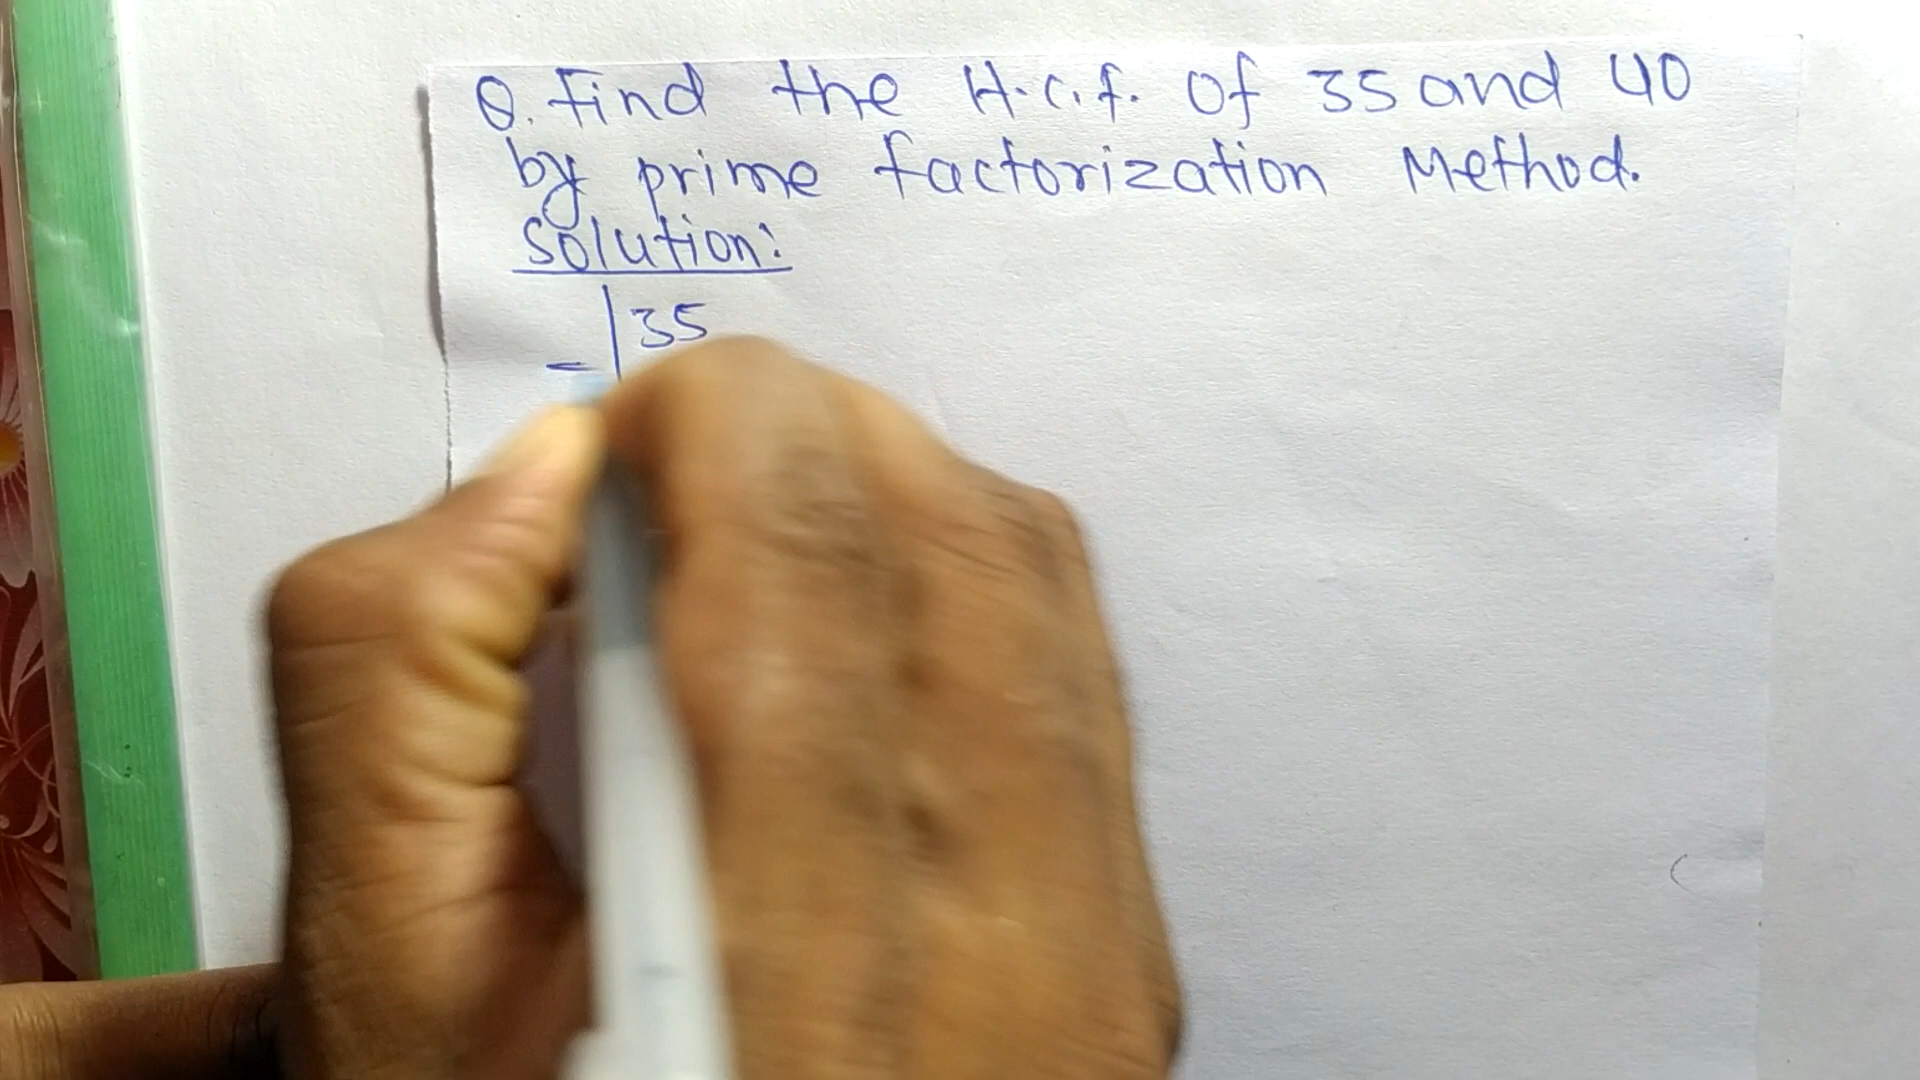 Q. Find the H.c.f. Of 35 and 40
by prime factorization Method.
Solution:
35